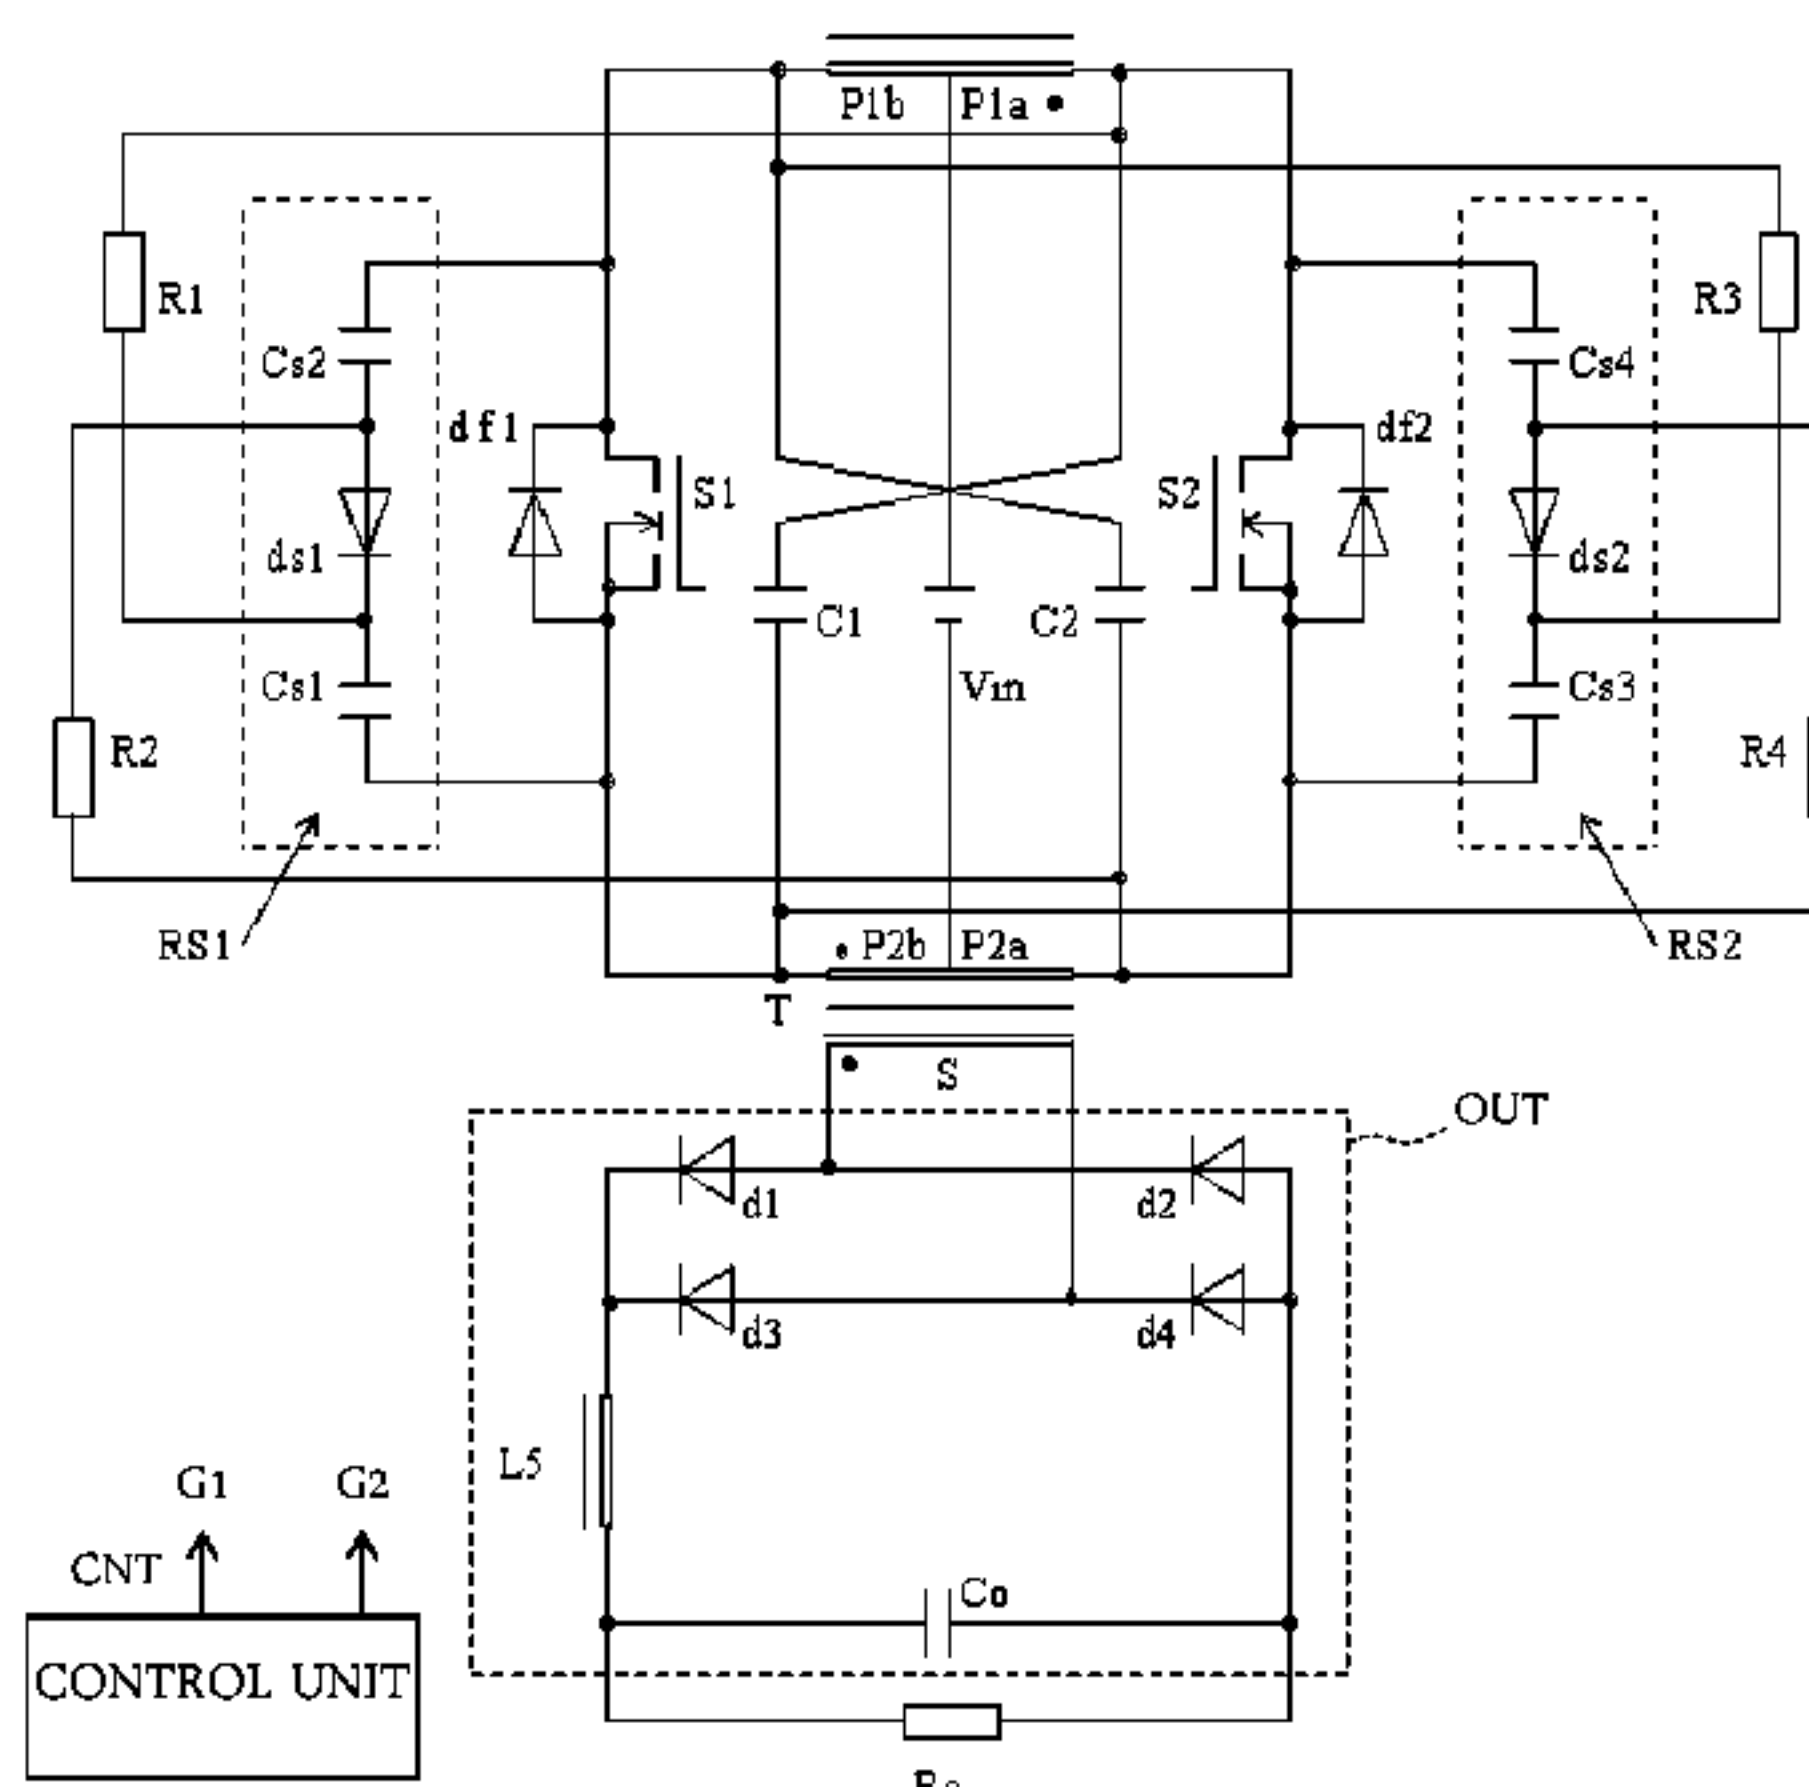 P1b P1a
R1
R3
Cs2
Cs4
df1
df2
S1
S2
ds1
ds2
C1
C2
Cs1
Vin
Cs3
R2
R4
RS1
P2b P2a
RS2
T
S
OUT
d1
d2
d3
d4
L5
G1
G2
CNT
Co
CONTROL UNIT